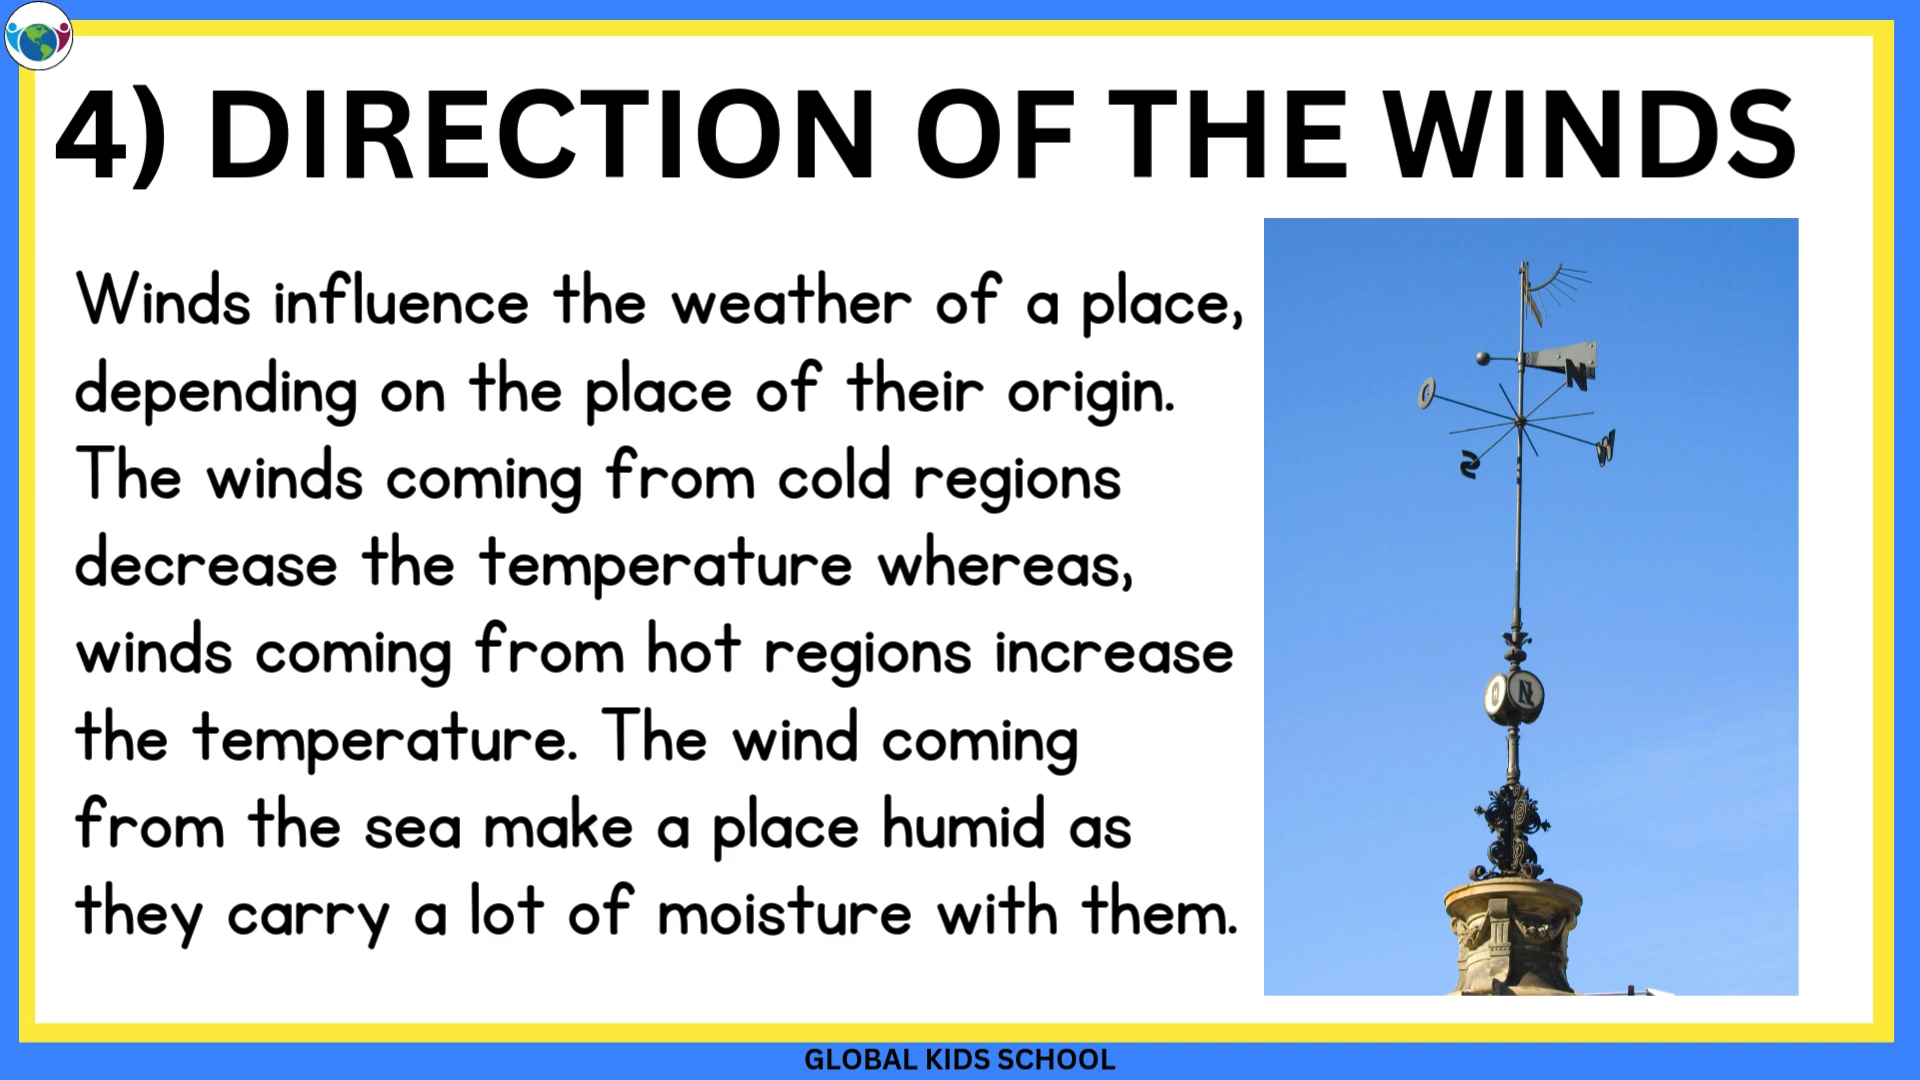 4) DIRECTION OF THE WINDS
Winds influence the weather of a place,
depending on the place of their origin.
The winds coming from cold regions
decrease the temperature whereas,
winds coming from hot regions increase
the temperature. The wind coming
from the sea make a place humid as
they carry a lot of moisture with them.
N
O
S
O N
GLOBAL KIDS SCHOOL